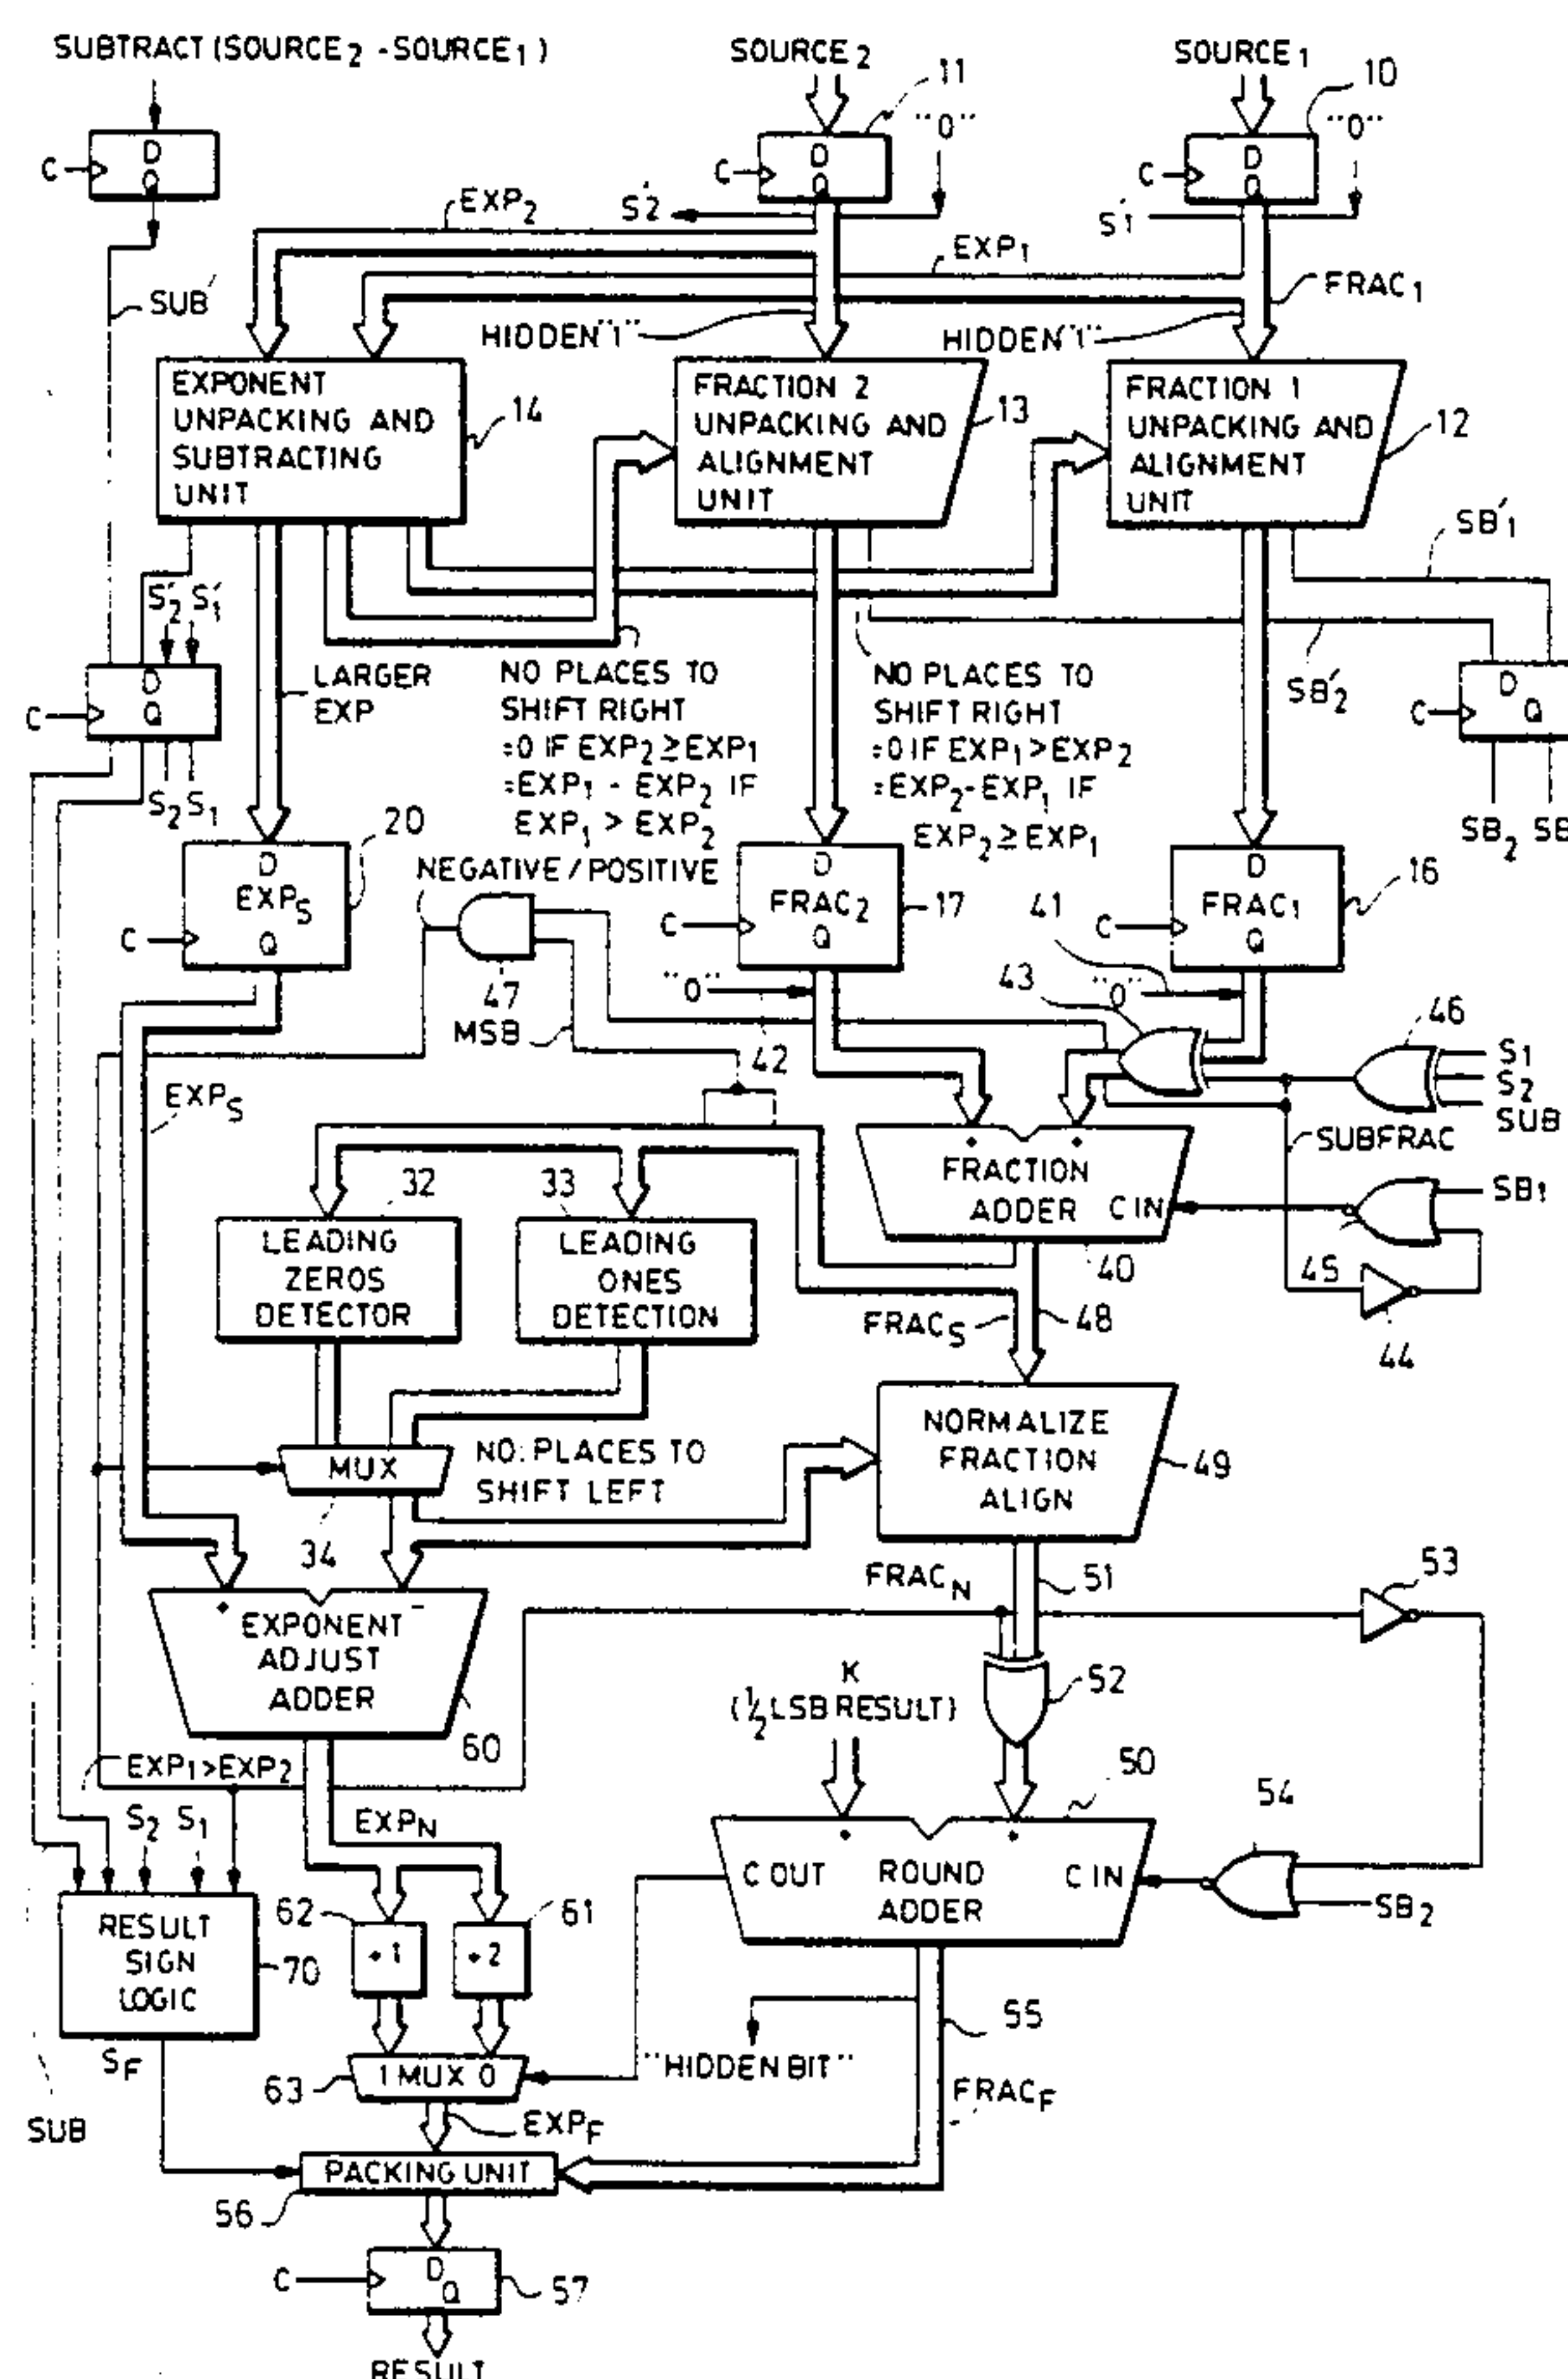 SUBTRACT (SOURCE2 - SOURCE1)
SOURCE2
SOURCE1
11
10
"0"
"0"
D
Q
C
D
Q
C
D
Q
C
S'2
S'1
EXP2
EXP1
FRAC1
SUB'
HIDDEN "1"
HIDDEN "1"
EXPONENT
UNPACKING AND
SUBTRACTING
UNIT
14
FRACTION 2
UNPACKING AND
ALIGNMENT
UNIT
13
FRACTION 1
UNPACKING AND
ALIGNMENT
UNIT
12
SB'1
SB'2
S'2 S'1
D
Q
C
S2 S1
LARGER
EXP
NO PLACES TO
SHIFT RIGHT
=0 IF EXP2 ≥ EXP1
=EXP1 - EXP2 IF
EXP1 > EXP2
NO PLACES TO
SHIFT RIGHT
=0 IF EXP1 > EXP2
=EXP2 - EXP1 IF
EXP2 ≥ EXP1
D
Q
C
SB2 SB
20
D
EXPS
Q
C
NEGATIVE / POSITIVE
47
MSB
D
FRAC2
Q
C
17
D
FRAC1
Q
C
16
41
"0"
42
43
"0"
46
S1
S2
SUB
SUBFRAC
EXPS
32
33
LEADING
ZEROS
DETECTOR
LEADING
ONES
DETECTION
FRACTION
ADDER
C IN
40
SB1
45
44
FRACS
48
MUX
34
NO. PLACES TO
SHIFT LEFT
NORMALIZE
FRACTION
ALIGN
49
FRACN
51
53
EXPONENT
ADJUST
ADDER
+
-
60
K
(½ LSB RESULT)
52
50
54
EXP1 > EXP2
S2 S1
EXPN
C OUT
ROUND
ADDER
C IN
SB2
RESULT
SIGN
LOGIC
70
62
+1
61
+2
SF
63
1 MUX 0
"HIDDEN BIT"
55
FRACF
SUB
EXPF
PACKING UNIT
56
D
Q
C
57
RESULT